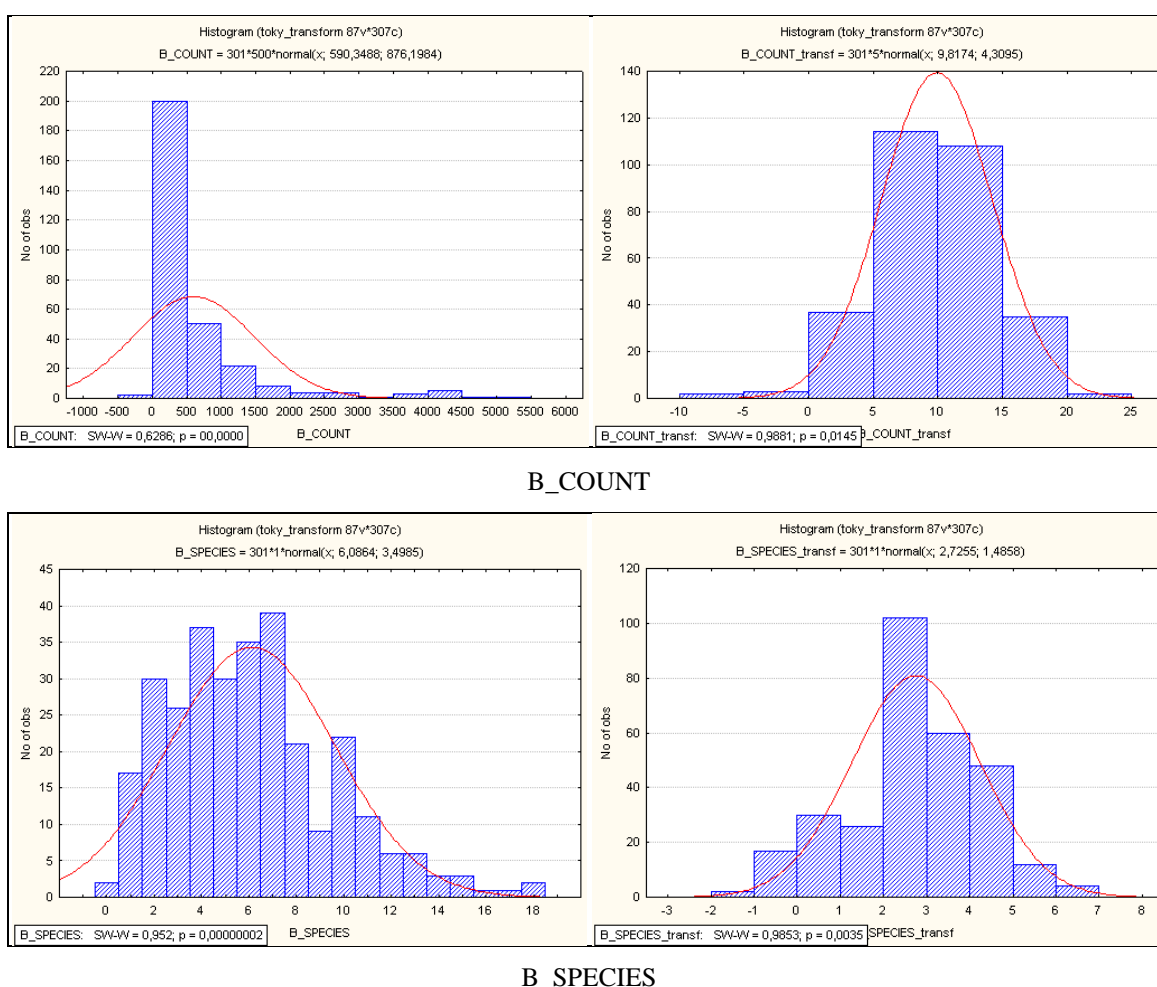 Histogram (toky_transform 87v*307c)
B_COUNT = 301*500*normal(x; 590,3488; 876,1984)
220
200
180
160
140
120
100
80
60
40
20
0
No of obs
-1000 -500 0 500 1000 1500 2000 2500 3000 3500 4000 4500 5000 5500 6000
B_COUNT
B_COUNT: SW-W = 0,6286; p = 00,0000
Histogram (toky_transform 87v*307c)
B_COUNT_transf = 301*5*normal(x; 9,8174; 4,3095)
140
120
100
80
60
40
20
0
No of obs
-10 -5 0 5 10 15 20 25
B_COUNT_transf: SW-W = 0,9881; p = 0,0145
B_COUNT_transf
B_COUNT
Histogram (toky_transform 87v*307c)
B_SPECIES = 301*1*normal(x; 6,0864; 3,4985)
45
40
35
30
25
20
15
10
5
0
No of obs
0 2 4 6 8 10 12 14 16 18
B_SPECIES
B_SPECIES: SW-W = 0,952; p = 0,00000002
Histogram (toky_transform 87v*307c)
B_SPECIES_transf = 301*1*normal(x; 2,7255; 1,4858)
120
100
80
60
40
20
0
No of obs
-3 -2 -1 0 1 2 3 4 5 6 7 8
B_SPECIES_transf: SW-W = 0,9853; p = 0,0035
SPECIES_transf
B_SPECIES